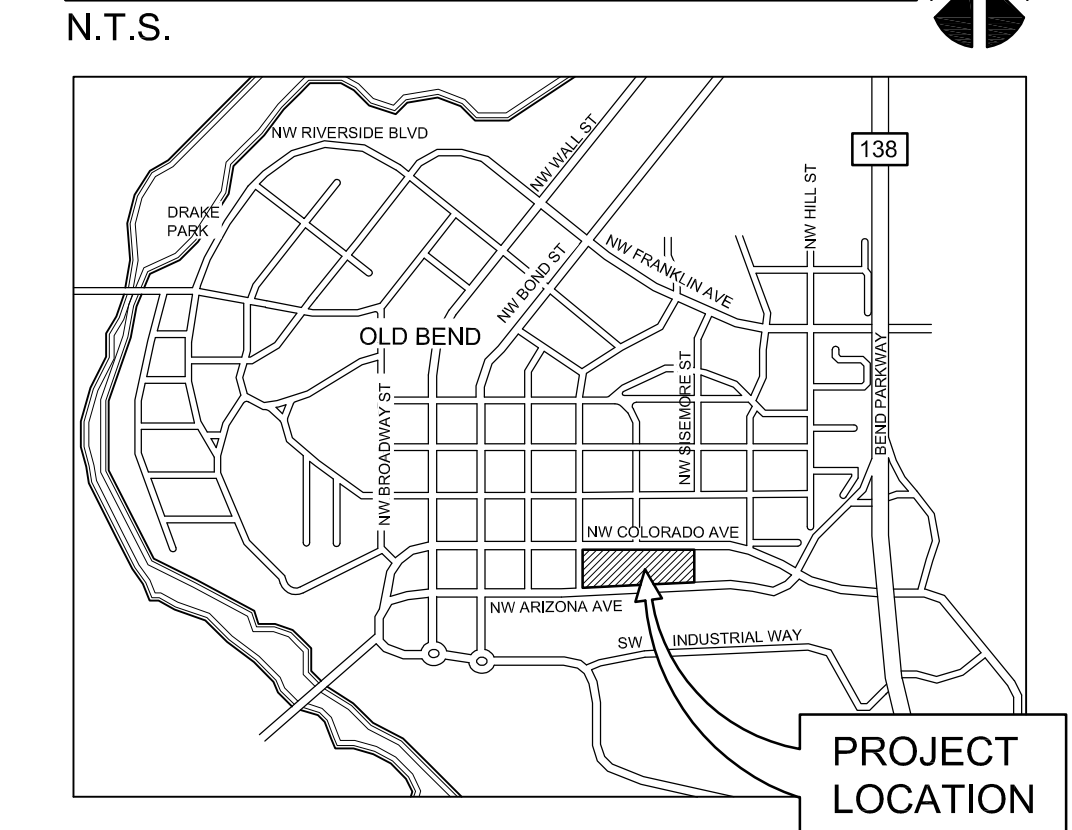 N.T.S.
NW RIVERSIDE BLVD
NW WALL ST
138
DRAKE
PARK
NW HILL ST
NW BOND ST
NW FRANKLIN AVE
OLD BEND
BEND PARKWAY
NW BROADWAY ST
NW SISEMORE ST
NW COLORADO AVE
NW ARIZONA AVE
SW INDUSTRIAL WAY
PROJECT
LOCATION